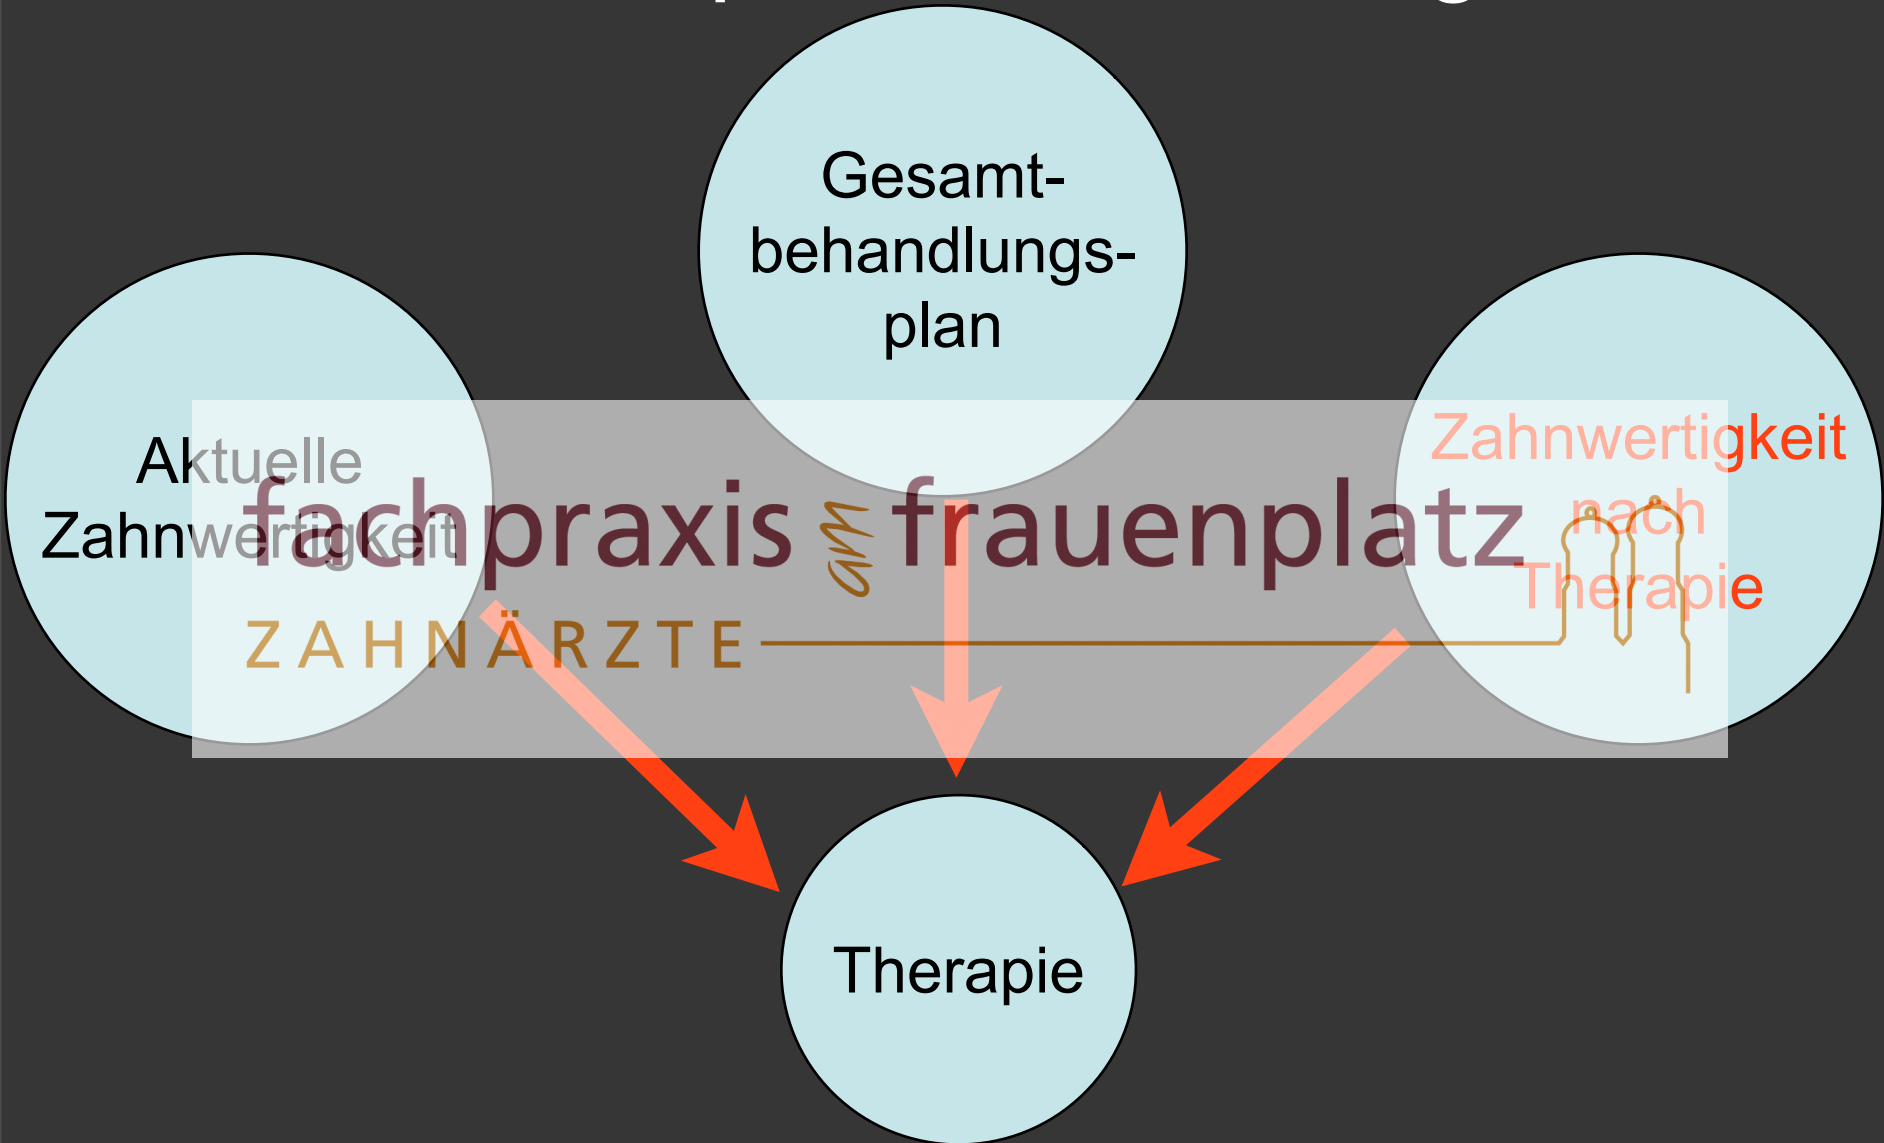 Gesamt-
behandlungs-
plan
Aktuelle
Zahnwertigkeit
Zahnwertigkeit
nach
Therapie
fachpraxis am frauenplatz
ZAHNÄRZTE
Therapie